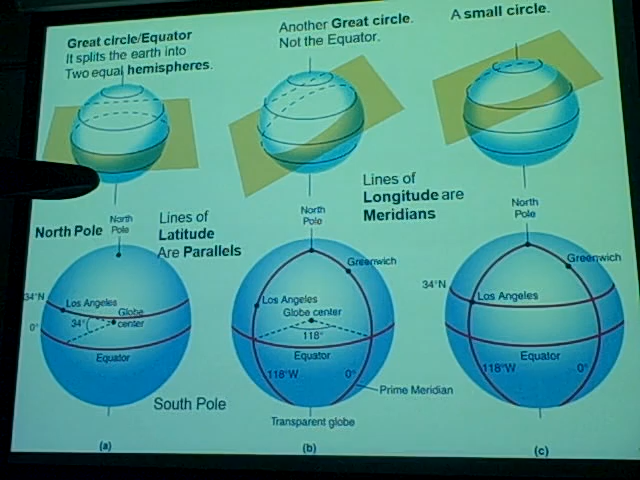 Great circle/Equator
It splits the earth into
Two equal hemispheres.
Another Great circle.
Not the Equator.
A small circle.
North Pole
North
Pole
Lines of
Latitude
Are Parallels
North
Pole
Lines of
Longitude are
Meridians
North
Pole
34°N
Los Angeles
Globe
center
34°
0°
Equator
South Pole
(a)
Greenwich
Los Angeles
Globe center
118°
Equator
118°W
0°
Prime Meridian
Transparent globe
(b)
Greenwich
34°N
Los Angeles
Equator
118°W
0°
(c)